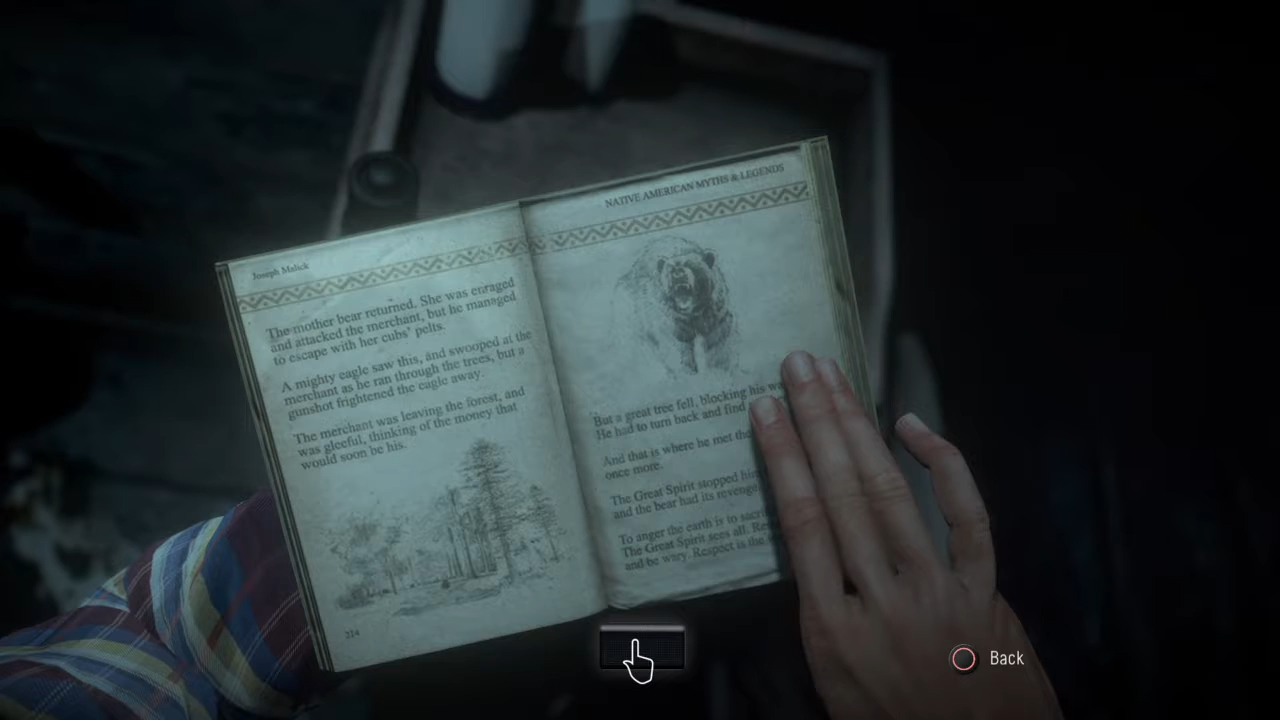 Joseph Malick
The mother bear returned. She was enraged
and attacked the merchant, but he managed
to escape with her cubs' pelts.
A mighty eagle saw this, and swooped at the
merchant as he ran through the trees, but a
gunshot frightened the eagle away.
The merchant was leaving the forest, and
was gleeful, thinking of the money that
would soon be his.
NATIVE AMERICAN MYTHS & LEGENDS
But a great tree fell, blocking his
He had to turn back and find
And that is where he met
once more.
The Great Spirit stopped
and the bear had its revenge
To anger the earth is to
The Great Spirit sees all.
and be wary. Respect is the
Back